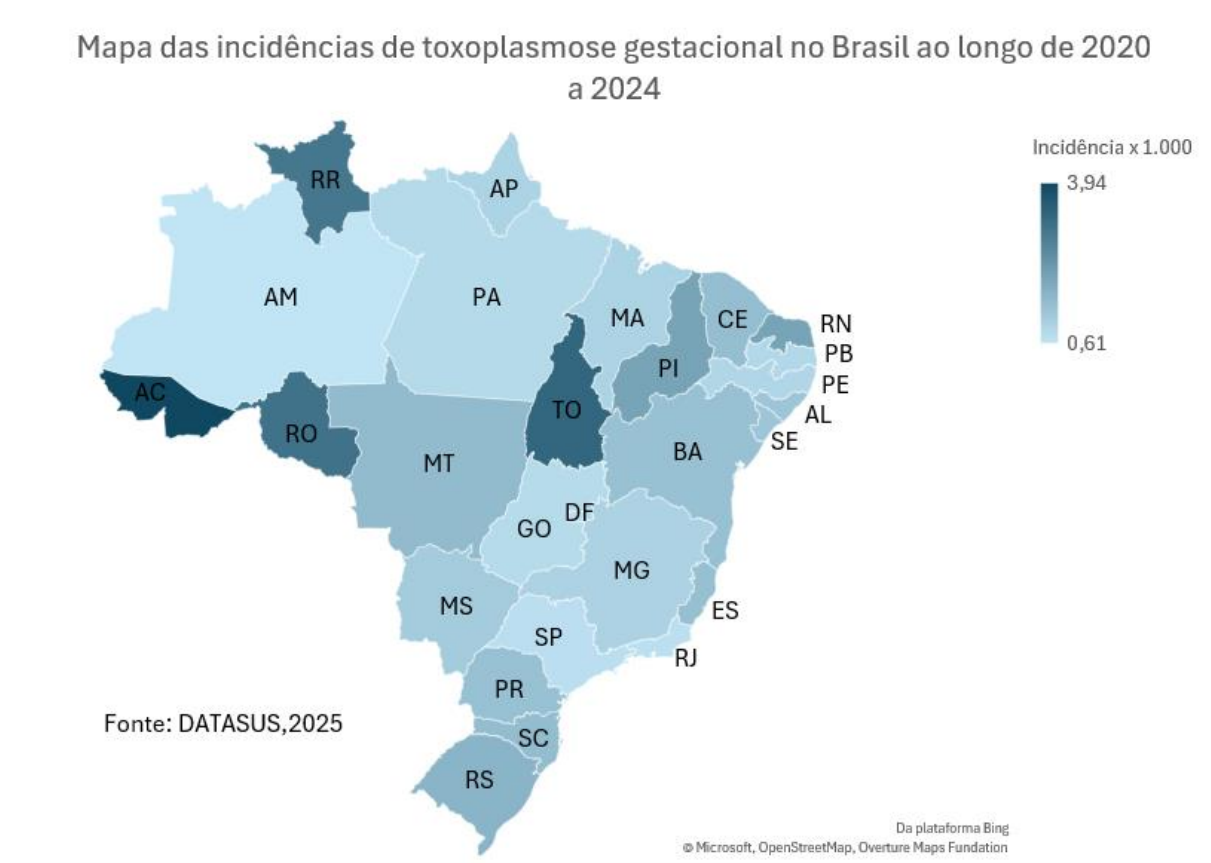 Mapa das incidências de toxoplasmose gestacional no Brasil ao longo de 2020
a 2024
Incidência x 1.000
3,94
0,61
RR
AP
AM
PA
MA
CE
RN
PB
PI
PE
AC
TO
AL
RO
SE
MT
BA
DF
GO
MG
MS
ES
SP
RJ
PR
Fonte: DATASUS,2025
SC
RS
Da plataforma Bing
© Microsoft, OpenStreetMap, Overture Maps Fundation